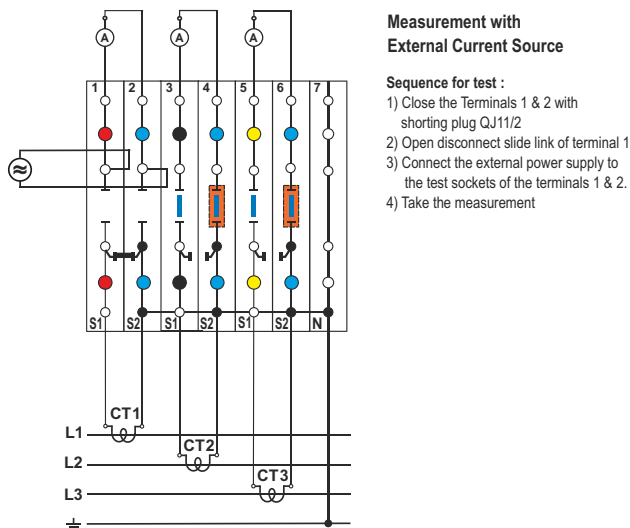 Measurement with
External Current Source
Sequence for test :
1) Close the Terminals 1 & 2 with
shorting plug QJ11/2
2) Open disconnect slide link of terminal 1
3) Connect the external power supply to
the test sockets of the terminals 1 & 2.
4) Take the measurement
A A A
1 2 3 4 5 6 7
S1 S2 S1 S2 S1 S2 N
CT1
L1
CT2
L2
CT3
L3